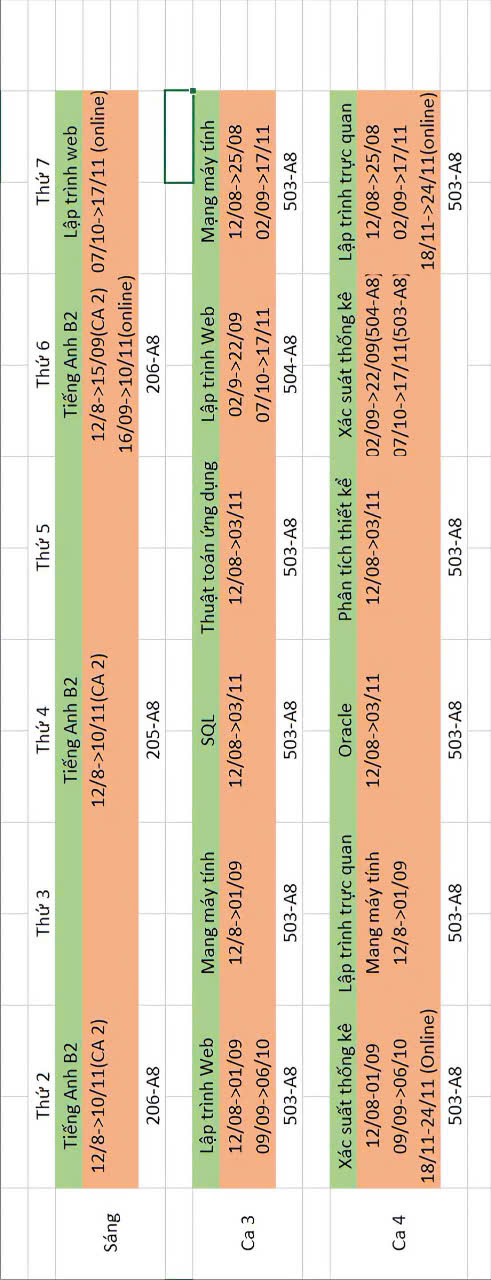 Thứ 2
Thứ 3
Thứ 4
Thứ 5
Thứ 6
Thứ 7
Sáng
Tiếng Anh B2
12/8->10/11(CA 2)
206-A8
Tiếng Anh B2
12/8->10/11(CA 2)
205-A8
Tiếng Anh B2
12/8->15/09(CA 2)
16/09->10/11(online)
206-A8
Lập trình web
07/10->17/11 (online)
Ca 3
Lập trình Web
12/08->01/09
09/09->06/10
503-A8
Mang máy tính
12/8->01/09
503-A8
SQL
12/08->03/11
503-A8
Thuật toán ứng dụng
12/08->03/11
503-A8
Lập trình Web
02/9->22/09
07/10->17/11
504-A8
Mạng máy tính
12/08->25/08
02/09->17/11
503-A8
Ca 4
Xác suất thống kê
12/08-01/09
09/09->06/10
18/11-24/11 (Online)
503-A8
Lập trình trực quan
Mang máy tính
12/8->01/09
503-A8
Oracle
12/08->03/11
503-A8
Phân tích thiết kế
12/08->03/11
503-A8
Xác suát thống kê
02/09->22/09(504-A8)
07/10->17/11(503-A8)
Lập trình trực quan
12/08->25/08
02/09->17/11
18/11->24/11(online)
503-A8